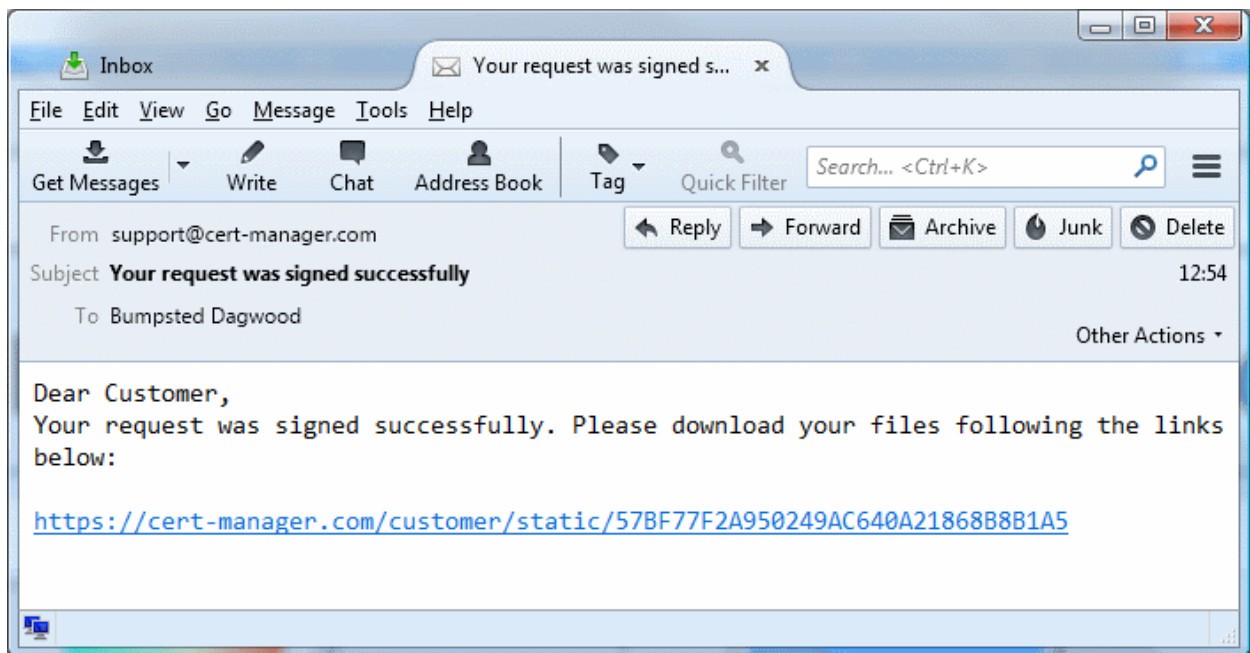 Inbox
Your request was signed s...
File Edit View Go Message Tools Help
Get Messages Write Chat Address Book Tag Quick Filter Search... <Ctrl+K>
From support@cert-manager.com Reply Forward Archive Junk Delete
Subject Your request was signed successfully 12:54
To Bumpsted Dagwood
Other Actions
Dear Customer,
Your request was signed successfully. Please download your files following the links
below:
https://cert-manager.com/customer/static/57BF77F2A950249AC640A21868B8B1A5